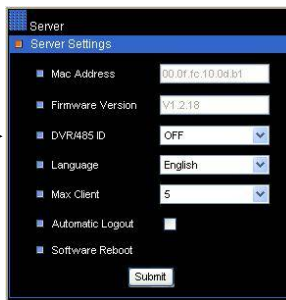 Server
Server Settings
Mac Address 00.0f.fc.10.0d.b1
Firmware Version V1.2.18
DVR/485 ID OFF
Language English
Max Client 5
Automatic Logout
Software Reboot
Submit